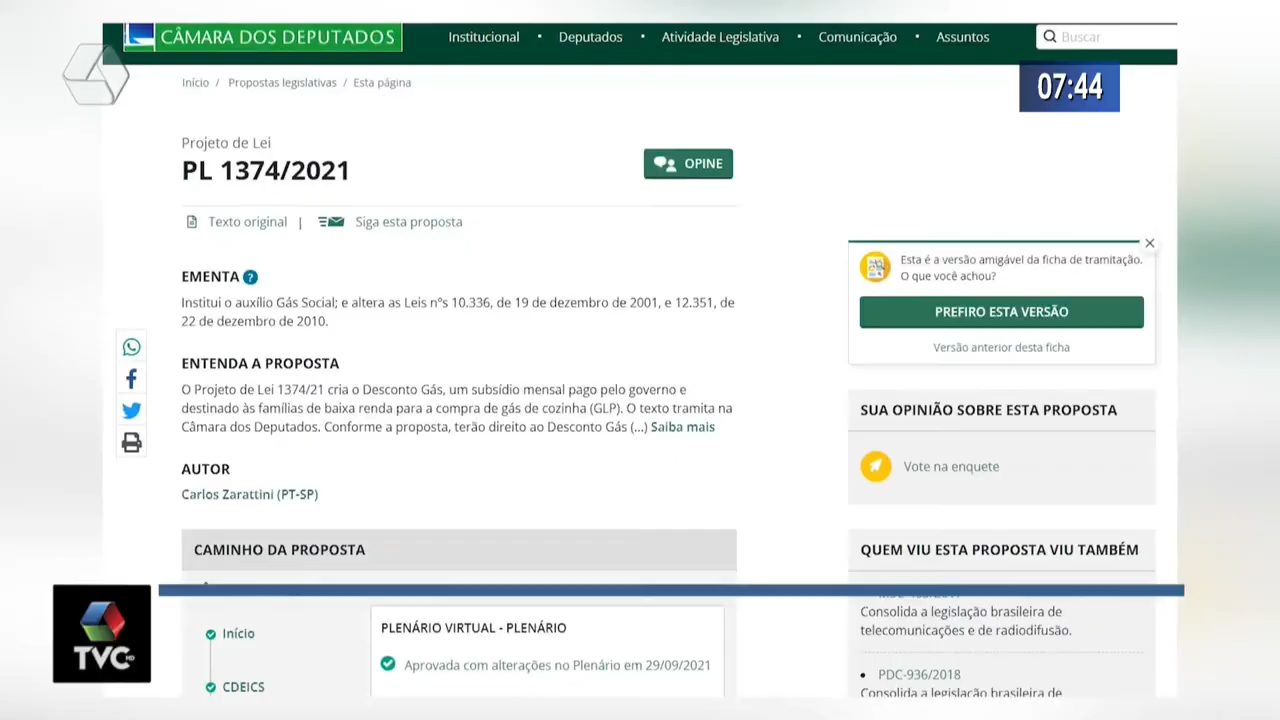 CÂMARA DOS DEPUTADOS
Institucional • Deputados • Atividade Legislativa • Comunicação • Assuntos
Buscar
Início / Propostas legislativas / Esta página
07:44
Projeto de Lei
PL 1374/2021
OPINE
Texto original | Siga esta proposta
EMENTA ?
Institui o auxílio Gás Social; e altera as Leis nºs 10.336, de 19 de dezembro de 2001, e 12.351, de
22 de dezembro de 2010.
ENTENDA A PROPOSTA
O Projeto de Lei 1374/21 cria o Desconto Gás, um subsídio mensal pago pelo governo e
destinado às famílias de baixa renda para a compra de gás de cozinha (GLP). O texto tramita na
Câmara dos Deputados. Conforme a proposta, terão direito ao Desconto Gás (...) Saiba mais
AUTOR
Carlos Zarattini (PT-SP)
CAMINHO DA PROPOSTA
Início
CDEICS
PLENÁRIO VIRTUAL - PLENÁRIO
Aprovada com alterações no Plenário em 29/09/2021
Esta é a versão amigável da ficha de tramitação.
O que você achou?
PREFIRO ESTA VERSÃO
Versão anterior desta ficha
SUA OPINIÃO SOBRE ESTA PROPOSTA
Vote na enquete
QUEM VIU ESTA PROPOSTA VIU TAMBÉM
Consolida a legislação brasileira de
telecomunicações e de radiodifusão.
• PDC-936/2018
Consolida a legislação brasileira de
TVC HD